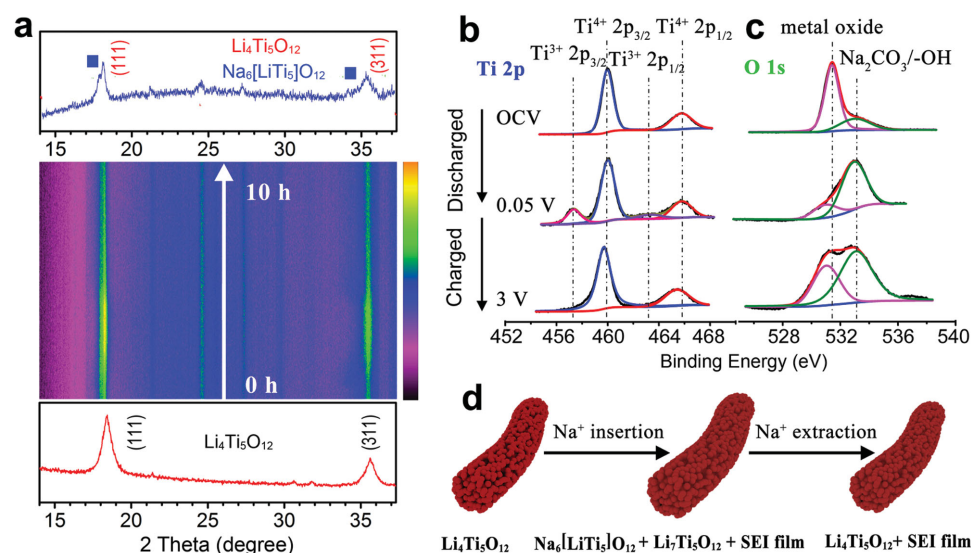 a
Li₄Ti₅O₁₂
Na₆[LiTi₅]O₁₂
(111)
(311)
15 20 25 30 35
10 h
0 h
Li₄Ti₅O₁₂
(111)
(311)
15 20 25 30 35
2 Theta (degree)
b
Ti 2p
Ti⁴⁺ 2p₃/₂
Ti⁴⁺ 2p₁/₂
Ti³⁺ 2p₃/₂
Ti³⁺ 2p₁/₂
OCV
Discharged
0.05 V
Charged
3 V
452 456 460 464 468
c
metal oxide
O 1s
Na₂CO₃/-OH
528 532 536 540
Binding Energy (eV)
d
Na⁺ insertion
Na⁺ extraction
Li₄Ti₅O₁₂
Na₆[LiTi₅]O₁₂ + Li₇Ti₅O₁₂ + SEI film
Li₄Ti₅O₁₂+ SEI film